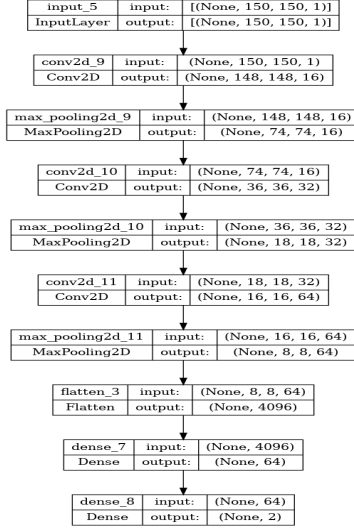 input_5 input: [(None, 150, 150, 1)]
InputLayer output: [(None, 150, 150, 1)]
conv2d_9 input: (None, 150, 150, 1)
Conv2D output: (None, 148, 148, 16)
max_pooling2d_9 input: (None, 148, 148, 16)
MaxPooling2D output: (None, 74, 74, 16)
conv2d_10 input: (None, 74, 74, 16)
Conv2D output: (None, 36, 36, 32)
max_pooling2d_10 input: (None, 36, 36, 32)
MaxPooling2D output: (None, 18, 18, 32)
conv2d_11 input: (None, 18, 18, 32)
Conv2D output: (None, 16, 16, 64)
max_pooling2d_11 input: (None, 16, 16, 64)
MaxPooling2D output: (None, 8, 8, 64)
flatten_3 input: (None, 8, 8, 64)
Flatten output: (None, 4096)
dense_7 input: (None, 4096)
Dense output: (None, 64)
dense_8 input: (None, 64)
Dense output: (None, 2)